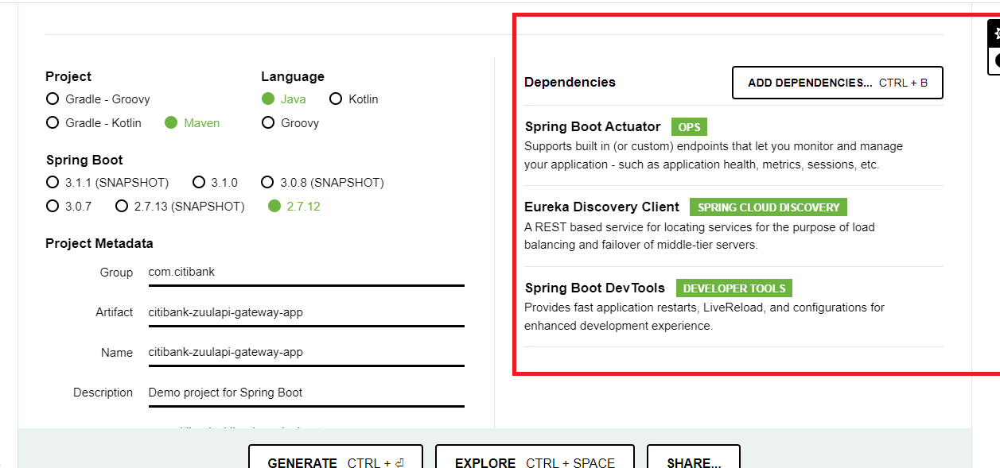 Project
Language
Gradle - Groovy
Java
Kotlin
Gradle - Kotlin
Maven
Groovy
Spring Boot
3.1.1 (SNAPSHOT)
3.1.0
3.0.8 (SNAPSHOT)
3.0.7
2.7.13 (SNAPSHOT)
2.7.12
Project Metadata
Group com.citibank
Artifact citibank-zuulapi-gateway-app
Name citibank-zuulapi-gateway-app
Description Demo project for Spring Boot
Dependencies
ADD DEPENDENCIES... CTRL + B
Spring Boot Actuator OPS
Supports built in (or custom) endpoints that let you monitor and manage
your application - such as application health, metrics, sessions, etc.
Eureka Discovery Client SPRING CLOUD DISCOVERY
A REST based service for locating services for the purpose of load
balancing and failover of middle-tier servers.
Spring Boot DevTools DEVELOPER TOOLS
Provides fast application restarts, LiveReload, and configurations for
enhanced development experience.
GENERATE CTRL + ⏎
EXPLORE CTRL + SPACE
SHARE...